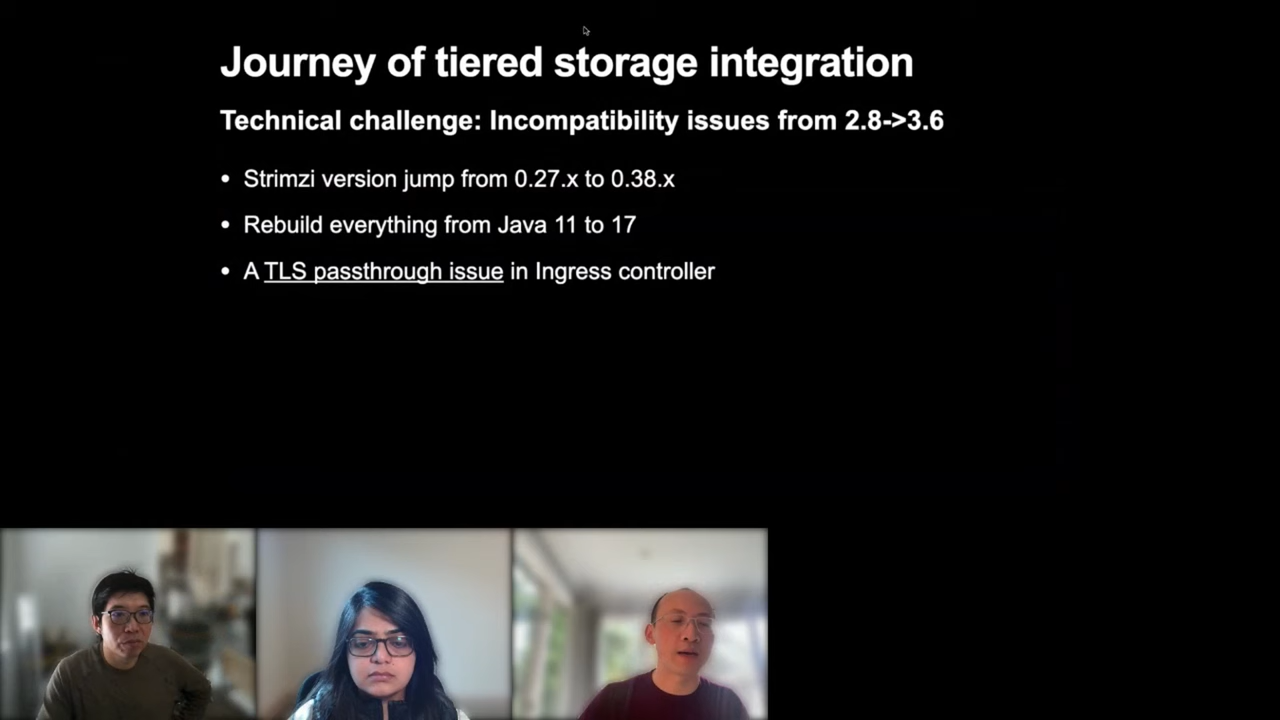 Journey of tiered storage integration
Technical challenge: Incompatibility issues from 2.8->3.6
• Strimzi version jump from 0.27.x to 0.38.x
• Rebuild everything from Java 11 to 17
• A TLS passthrough issue in Ingress controller